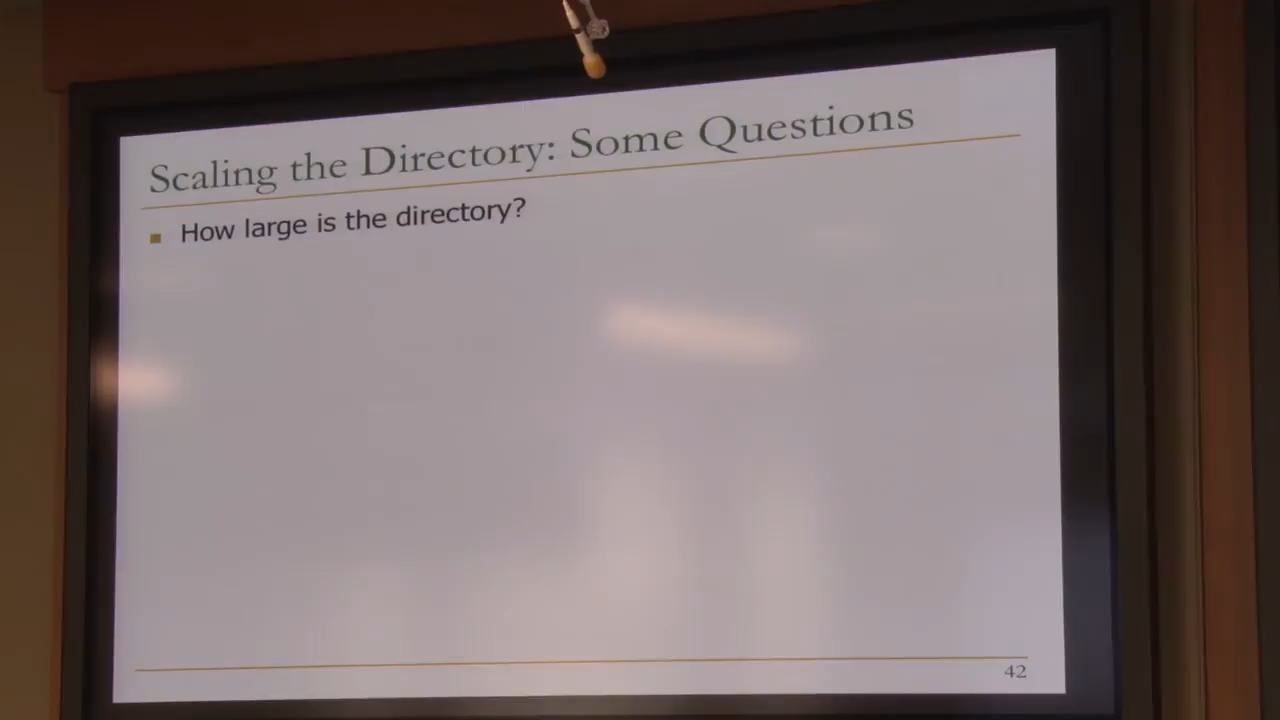 Scaling the Directory: Some Questions
How large is the directory?
42